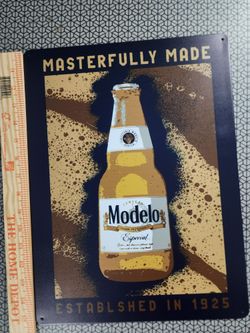 MASTERFULLY MADE
Modelo
Especial
ESTABLSHED IN 1925
THE HOME DEPOT